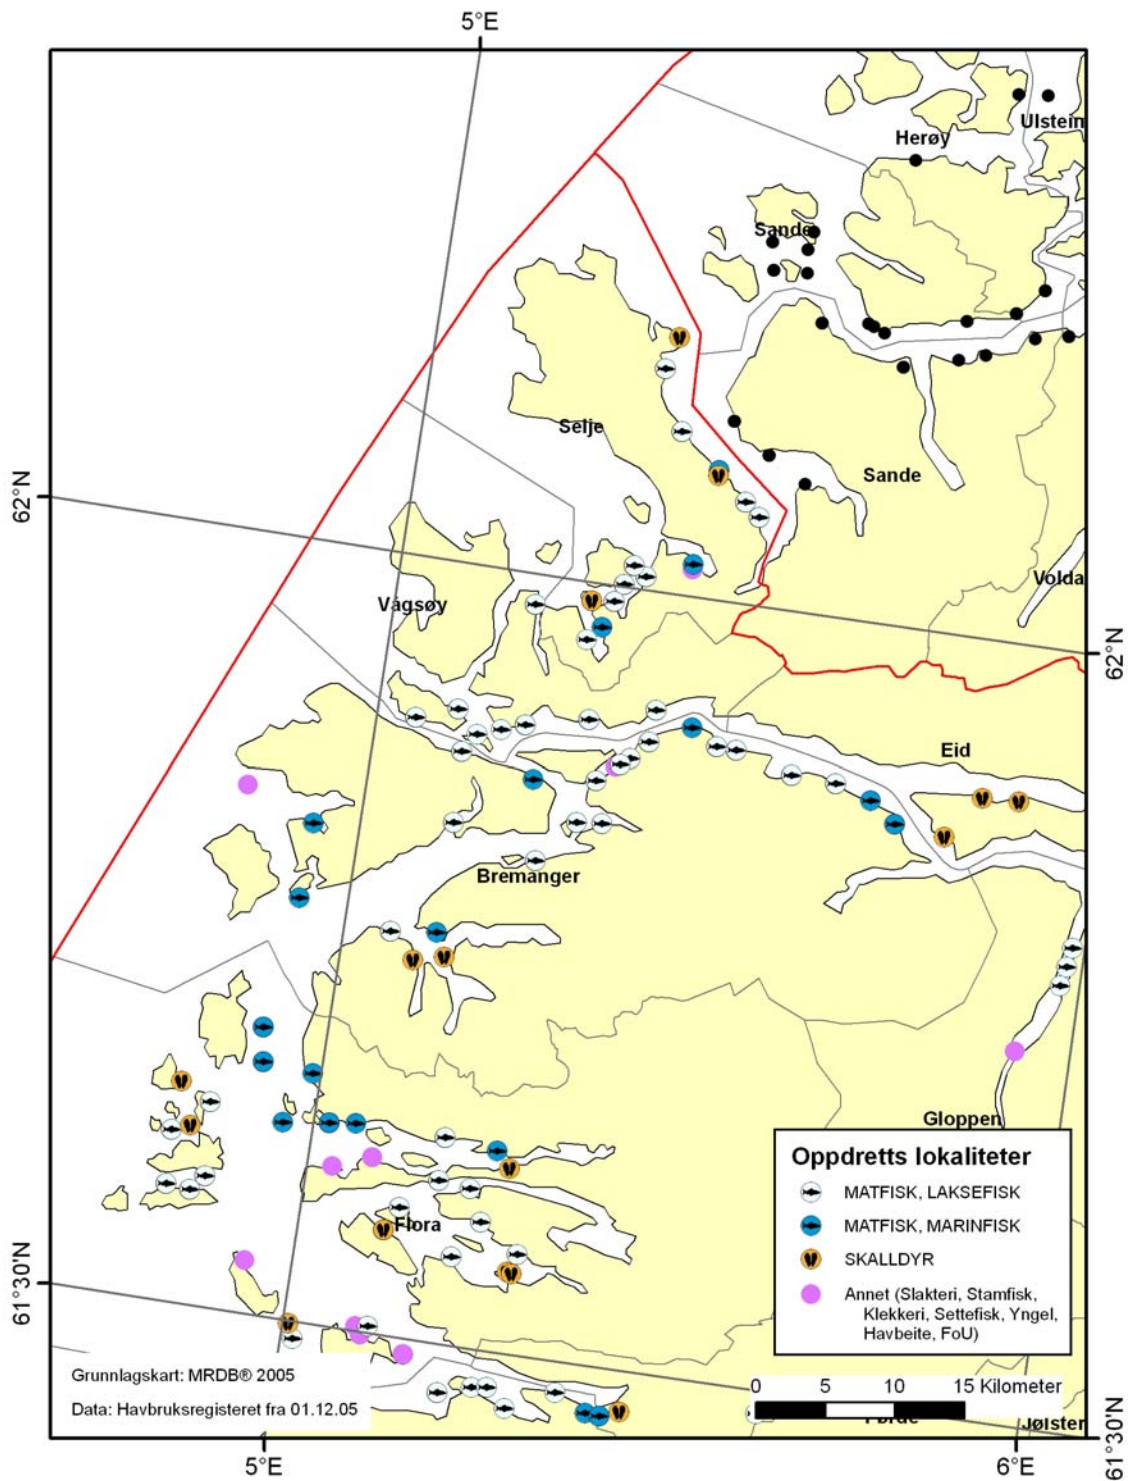 5°E
Ulstein
Herøy
Sande
Selje
Sande
62°N
Volda
Vågsøy
62°N
Eid
Bremanger
Gloppen
Oppdretts lokaliteter
MATFISK, LAKSEFISK
MATFISK, MARINFISK
SKALLDYR
Annet (Slakteri, Stamfisk,
Klekkeri, Settefisk, Yngel,
Havbeite, FoU)
Flora
61°30'N
Grunnlagskart: MRDB® 2005
Data: Havbruksregisteret fra 01.12.05
0 5 10 15 Kilometer
Førde
Jølster
61°30'N
5°E
6°E